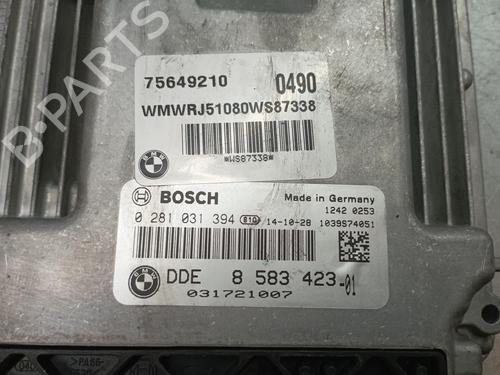 75649210 0490
WMWRJ51080WS87338
*WS87338*
BOSCH Made in Germany
1242 0253
0 281 031 394 e10 14-10-28 1039S74051
DDE 8 583 423-01
031721007